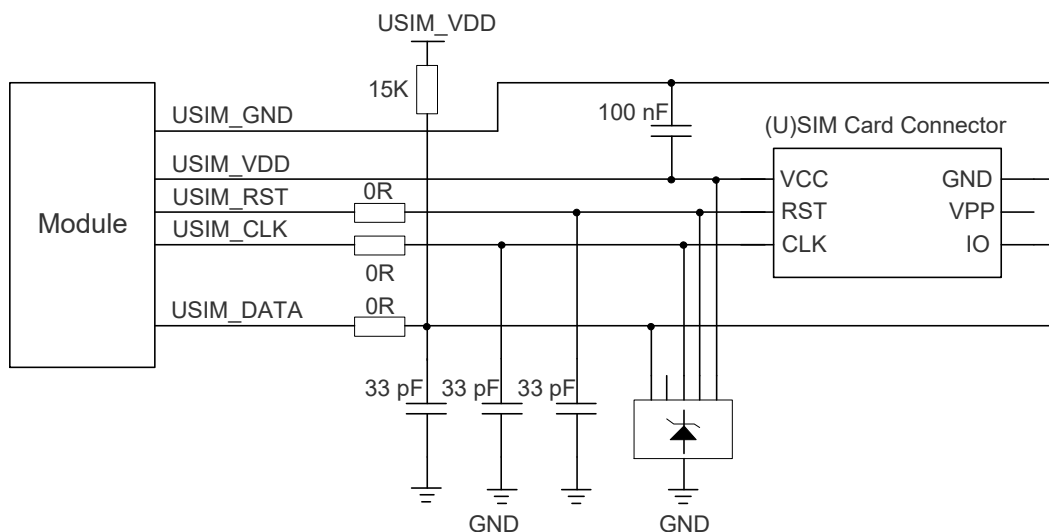 USIM_VDD
15K
USIM_GND
100 nF
(U)SIM Card Connector
USIM_VDD
VCC
GND
0R
USIM_RST
RST
VPP
Module
USIM_CLK
CLK
IO
0R
0R
USIM_DATA
33 pF
33 pF
33 pF
GND
GND